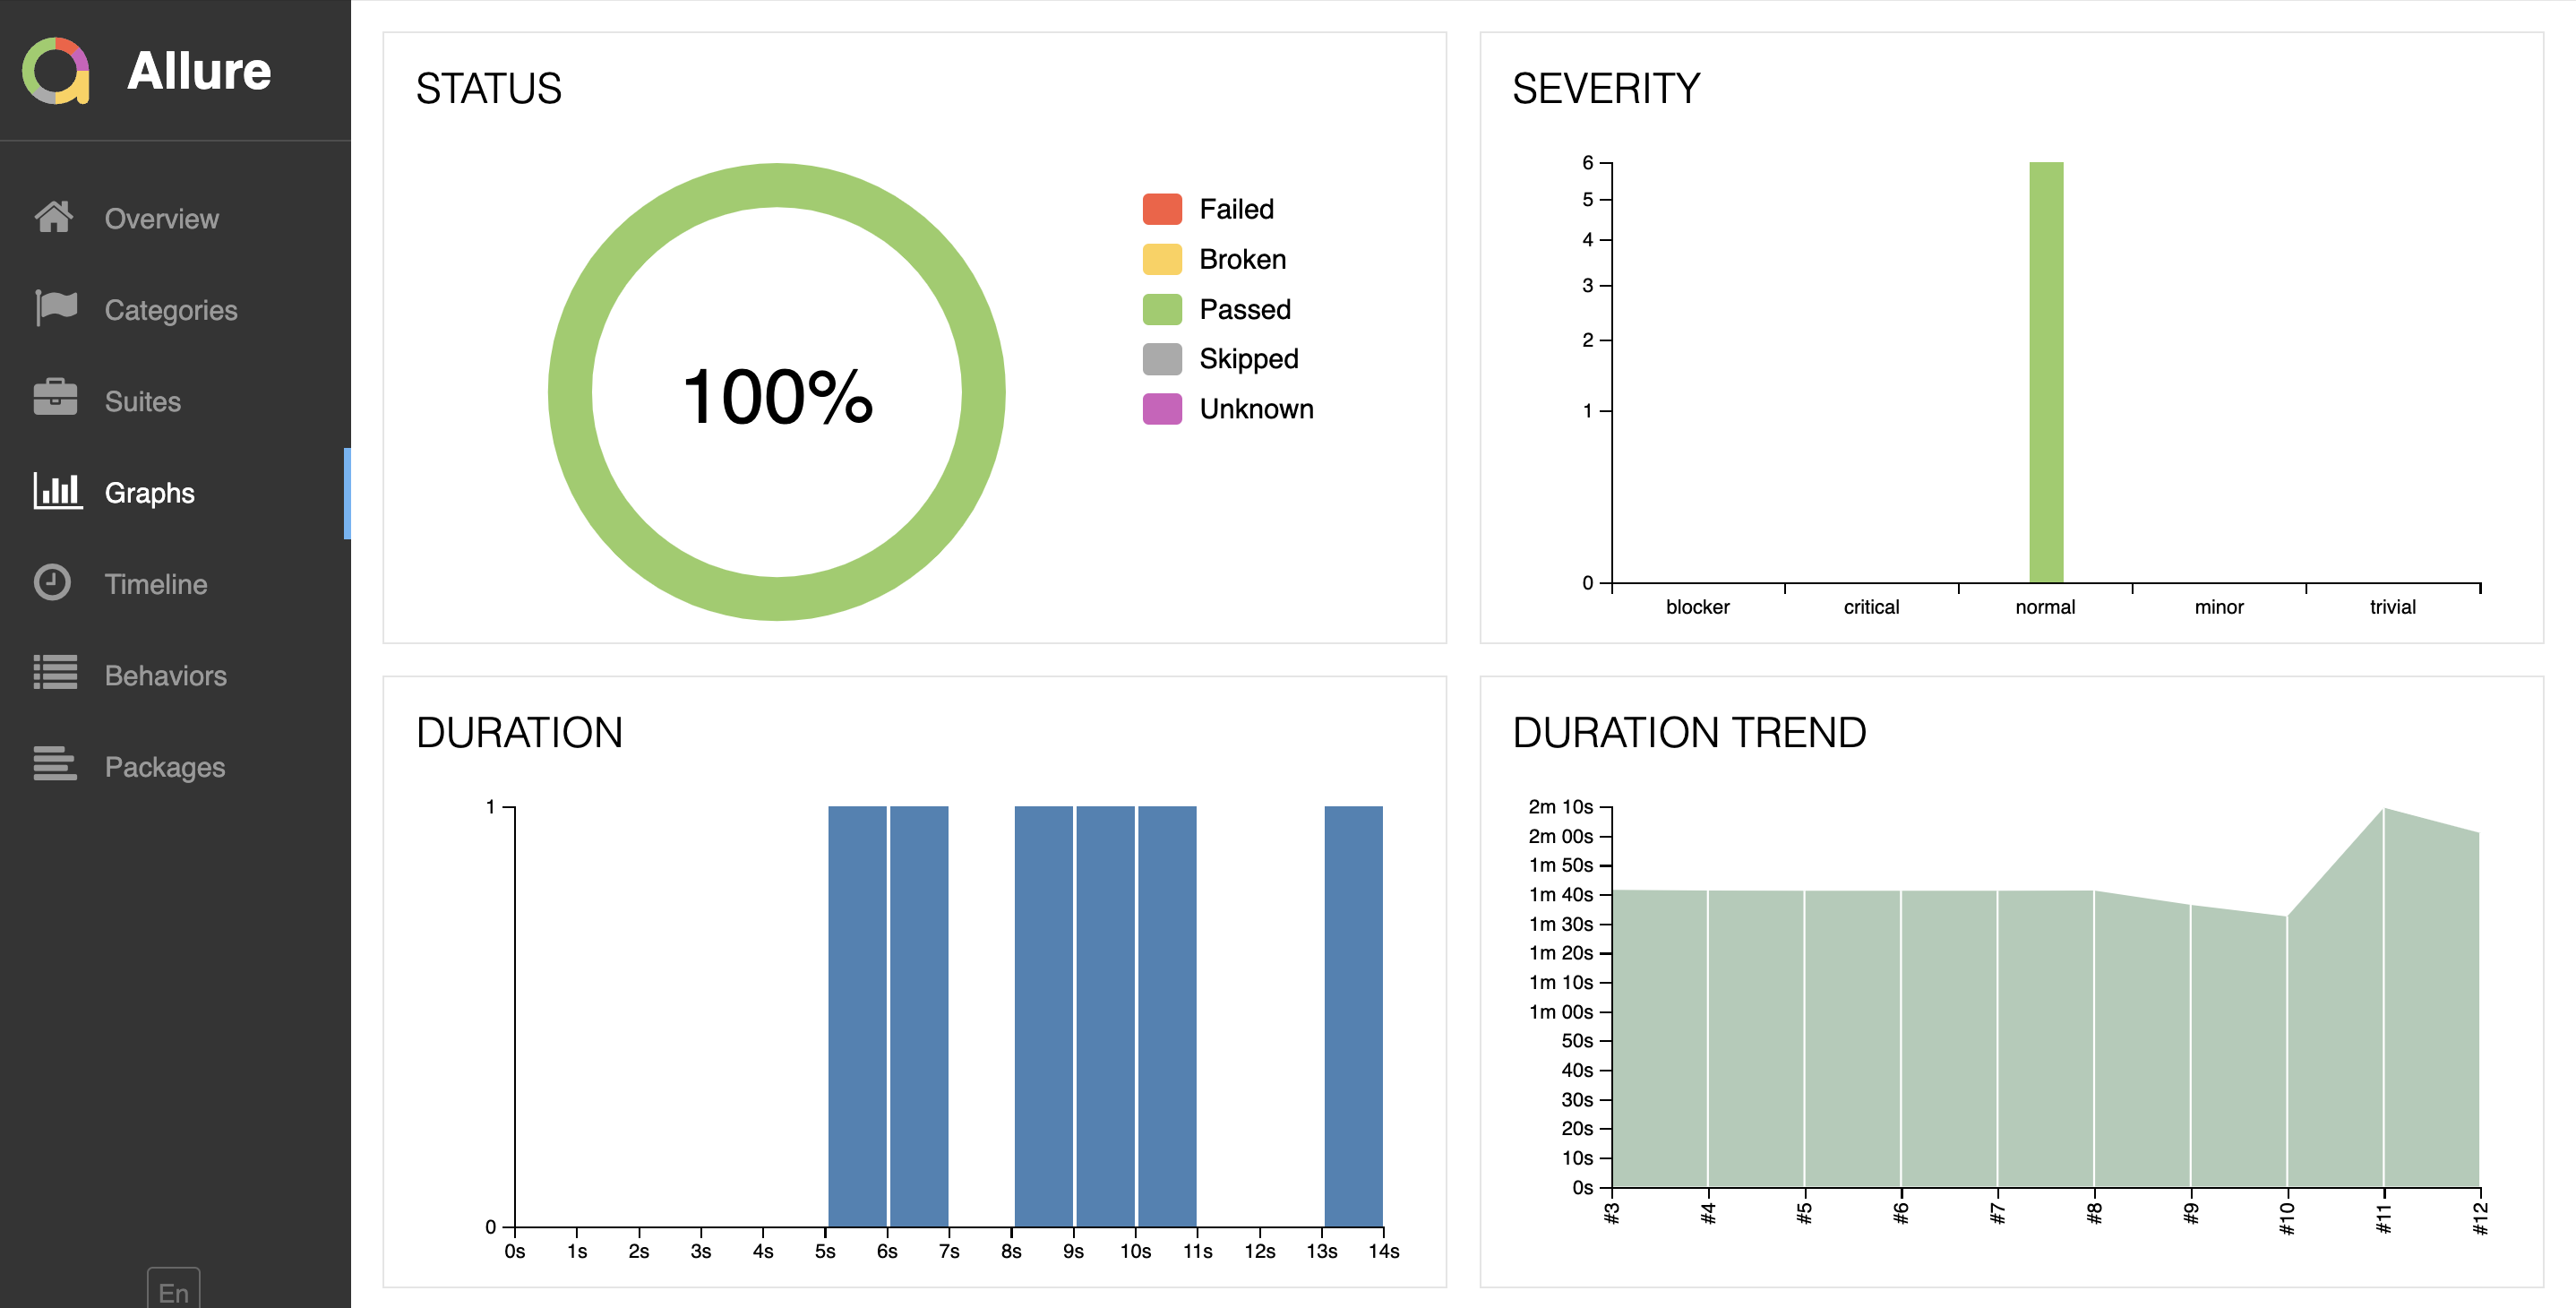 Allure
Overview
Categories
Suites
Graphs
Timeline
Behaviors
Packages
En
STATUS
100%
Failed
Broken
Passed
Skipped
Unknown
SEVERITY
6
5
4
3
2
1
0
blocker critical normal minor trivial
DURATION
1
0
0s 1s 2s 3s 4s 5s 6s 7s 8s 9s 10s 11s 12s 13s 14s
DURATION TREND
2m 10s
2m 00s
1m 50s
1m 40s
1m 30s
1m 20s
1m 10s
1m 00s
50s
40s
30s
20s
10s
0s
#3 #4 #5 #6 #7 #8 #9 #10 #11 #12